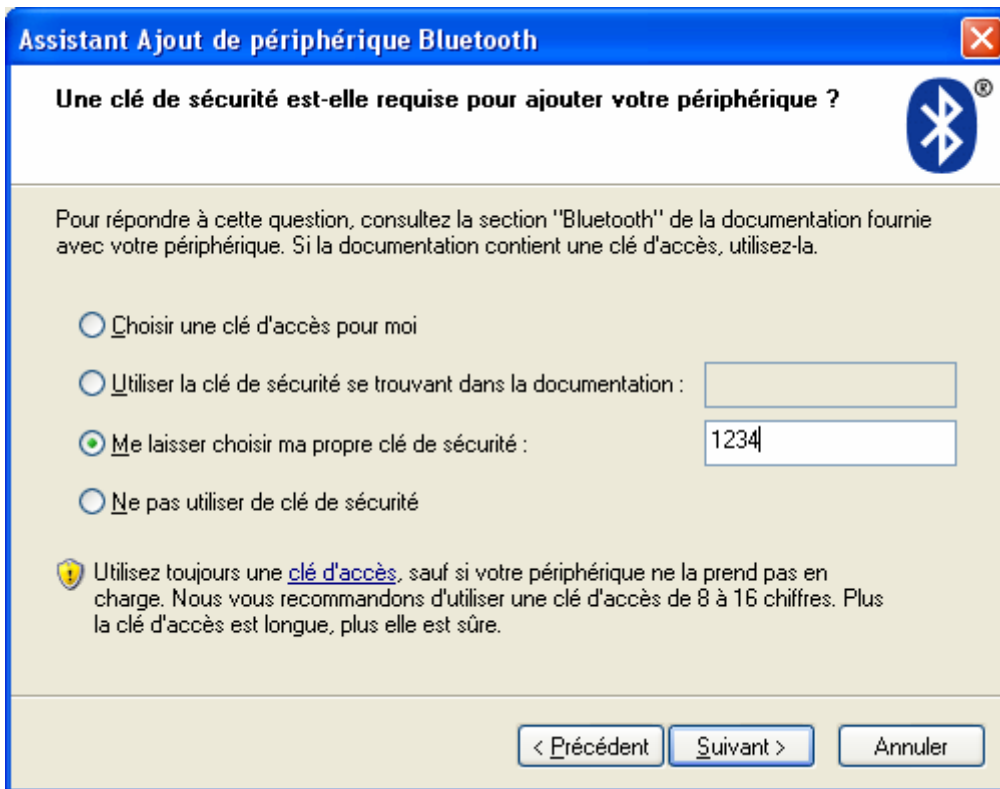 Assistant Ajout de périphérique Bluetooth
Une clé de sécurité est-elle requise pour ajouter votre périphérique ?
®
Pour répondre à cette question, consultez la section "Bluetooth" de la documentation fournie
avec votre périphérique. Si la documentation contient une clé d'accès, utilisez-la.
Choisir une clé d'accès pour moi
Utiliser la clé de sécurité se trouvant dans la documentation :
Me laisser choisir ma propre clé de sécurité : 1234
Ne pas utiliser de clé de sécurité
Utilisez toujours une clé d'accès, sauf si votre périphérique ne la prend pas en
charge. Nous vous recommandons d'utiliser une clé d'accès de 8 à 16 chiffres. Plus
la clé d'accès est longue, plus elle est sûre.
< Précédent Suivant > Annuler